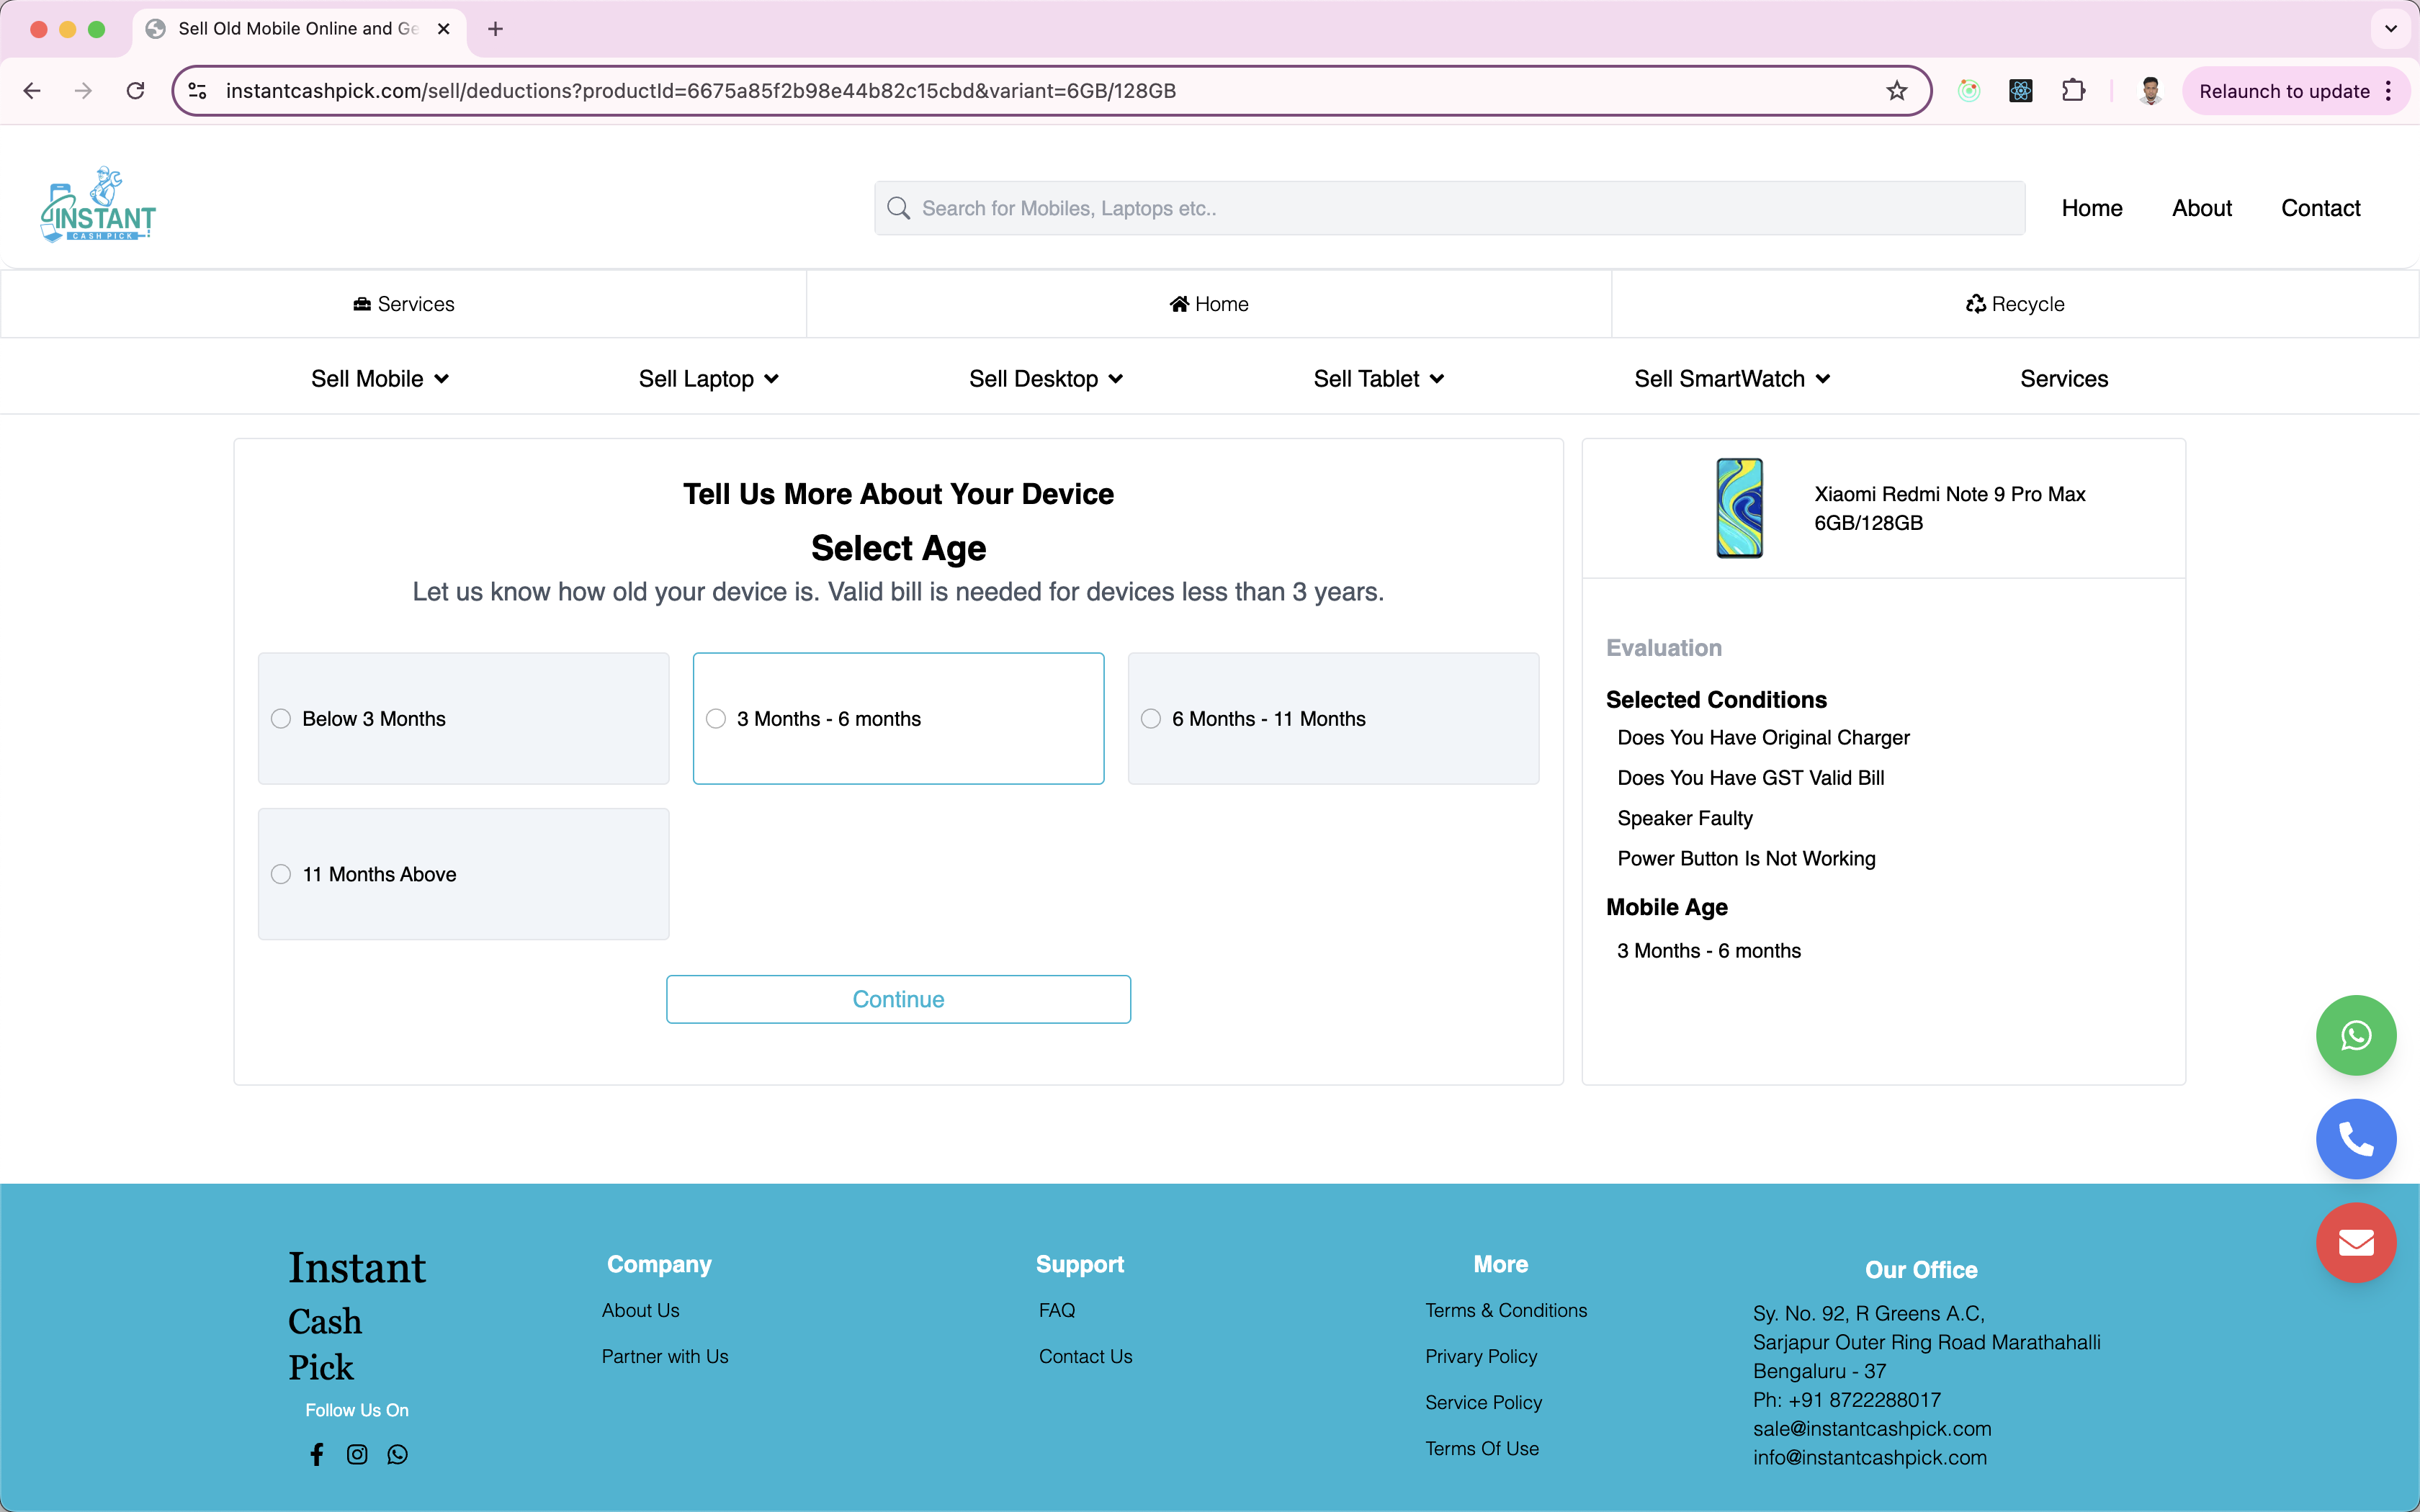 Sell Old Mobile Online and Ge
instantcashpick.com/sell/deductions?productId=6675a85f2b98e44b82c15cbd&variant=6GB/128GB
Relaunch to update
INSTANT
CASH PICK
Search for Mobiles, Laptops etc..
Home
About
Contact
Services
Home
Recycle
Sell Mobile
Sell Laptop
Sell Desktop
Sell Tablet
Sell SmartWatch
Services
Tell Us More About Your Device
Select Age
Let us know how old your device is. Valid bill is needed for devices less than 3 years.
Below 3 Months
3 Months - 6 months
6 Months - 11 Months
11 Months Above
Continue
Xiaomi Redmi Note 9 Pro Max
6GB/128GB
Evaluation
Selected Conditions
Does You Have Original Charger
Does You Have GST Valid Bill
Speaker Faulty
Power Button Is Not Working
Mobile Age
3 Months - 6 months
Instant
Cash
Pick
Follow Us On
Company
About Us
Partner with Us
Support
FAQ
Contact Us
More
Terms & Conditions
Privary Policy
Service Policy
Terms Of Use
Our Office
Sy. No. 92, R Greens A.C,
Sarjapur Outer Ring Road Marathahalli
Bengaluru - 37
Ph: +91 8722288017
sale@instantcashpick.com
info@instantcashpick.com